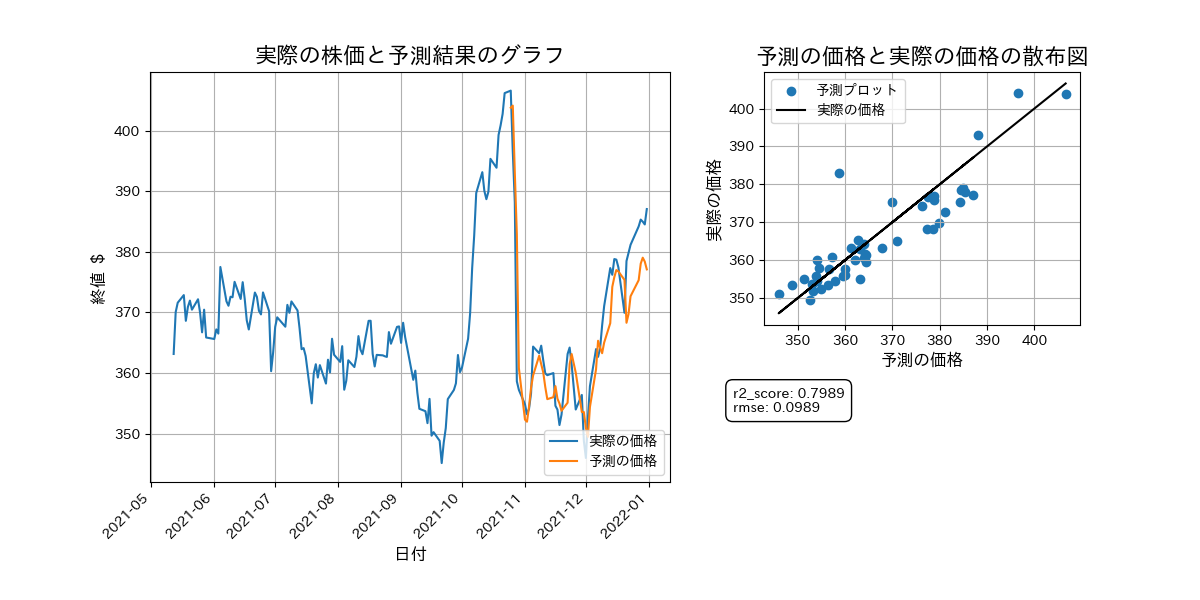 実際の株価と予測結果のグラフ
終値 $
400
390
380
370
360
350
2021-05
2021-06
2021-07
2021-08
2021-09
2021-10
2021-11
2021-12
2022-01
日付
実際の価格
予測の価格
予測の価格と実際の価格の散布図
予測プロット
実際の価格
実際の価格
400
390
380
370
360
350
350
360
370
380
390
400
予測の価格
r2_score: 0.7989
rmse: 0.0989